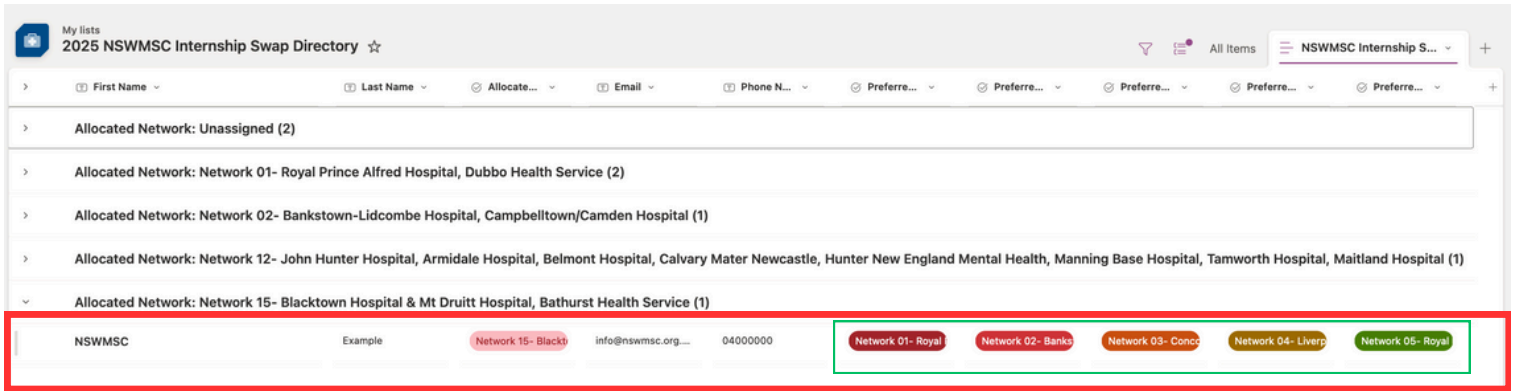 My lists
2025 NSWMSC Internship Swap Directory
All Items NSWMSC Internship S...
First Name Last Name Allocate... Email Phone N... Preferre... Preferre... Preferre... Preferre... Preferre...
Allocated Network: Unassigned (2)
Allocated Network: Network 01- Royal Prince Alfred Hospital, Dubbo Health Service (2)
Allocated Network: Network 02- Bankstown-Lidcombe Hospital, Campbelltown/Camden Hospital (1)
Allocated Network: Network 12- John Hunter Hospital, Armidale Hospital, Belmont Hospital, Calvary Mater Newcastle, Hunter New England Mental Health, Manning Base Hospital, Tamworth Hospital, Maitland Hospital (1)
Allocated Network: Network 15- Blacktown Hospital & Mt Druitt Hospital, Bathurst Health Service (1)
NSWMSC Example Network 15- Blackt info@nswmsc.org.... 04000000 Network 01- Royal Network 02- Banks Network 03- Conco Network 04- Liverp Network 05- Royal